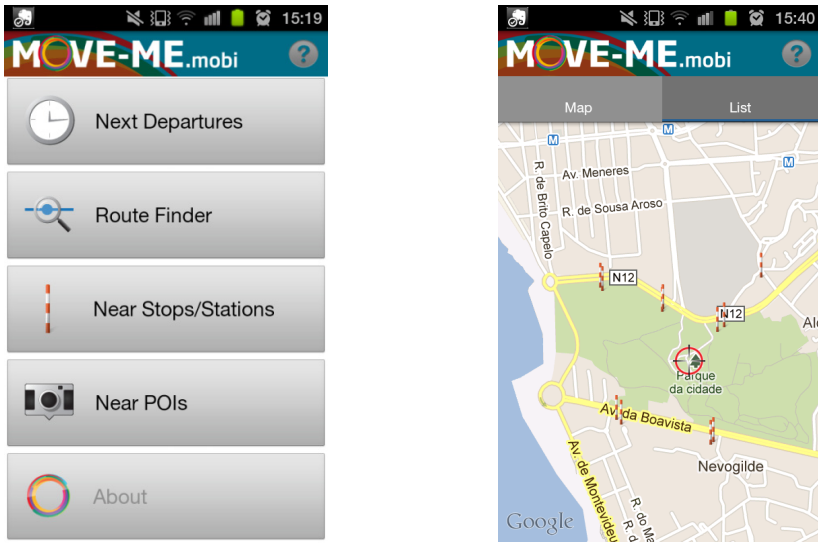 15:19
MOVE-ME.mobi
?
Next Departures
Route Finder
Near Stops/Stations
Near POIs
About
15:40
MOVE-ME.mobi
?
Map
List
M
M
M
R. de Brito Capelo
Av. Meneres
R. de Sousa Aroso
N12
N12
Parque
da cidade
Av. da Boavista
Nevogilde
Av. de Montevideu
Google